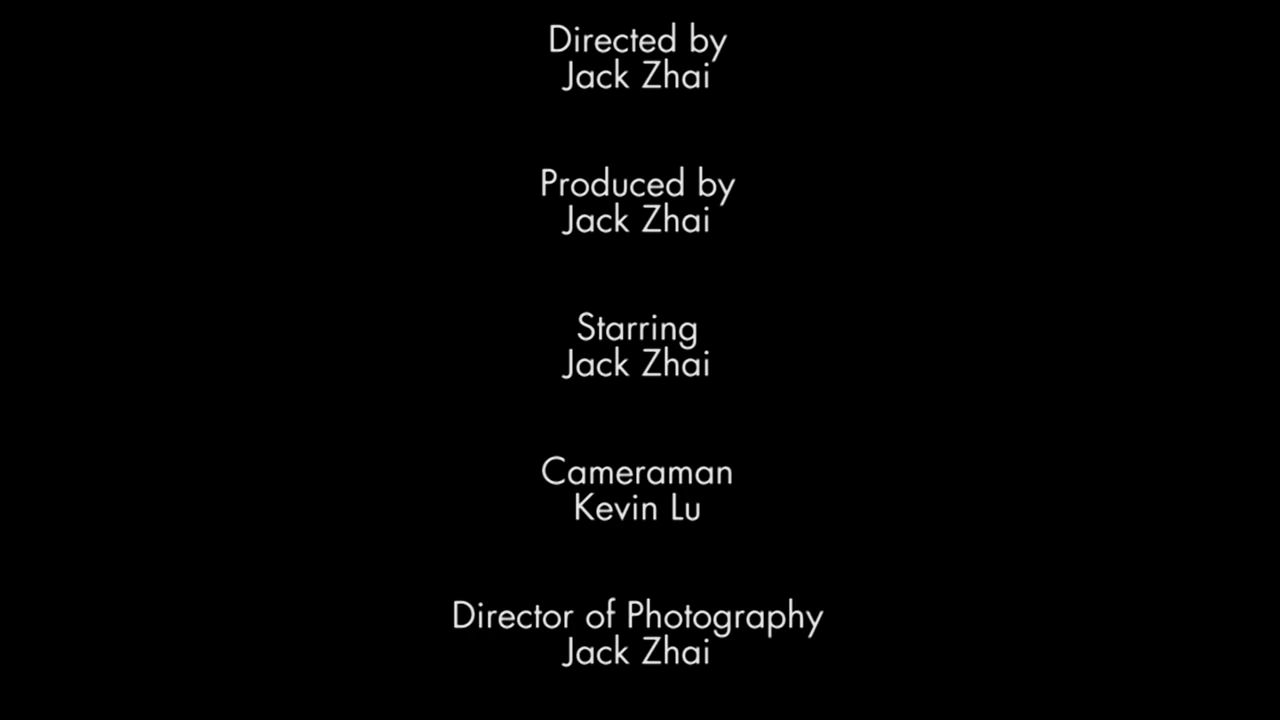 Directed by
Jack Zhai
Produced by
Jack Zhai
Starring
Jack Zhai
Cameraman
Kevin Lu
Director of Photography
Jack Zhai